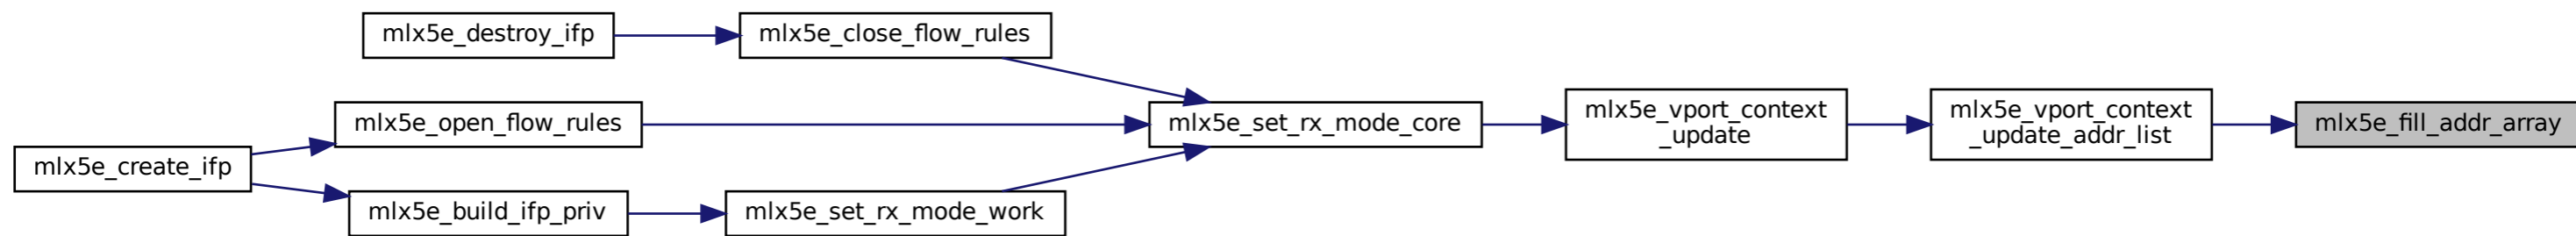 mlx5e_destroy_ifp
mlx5e_close_flow_rules
mlx5e_create_ifp
mlx5e_open_flow_rules
mlx5e_build_ifp_priv
mlx5e_set_rx_mode_work
mlx5e_set_rx_mode_core
mlx5e_vport_context
_update
mlx5e_vport_context
_update_addr_list
mlx5e_fill_addr_array